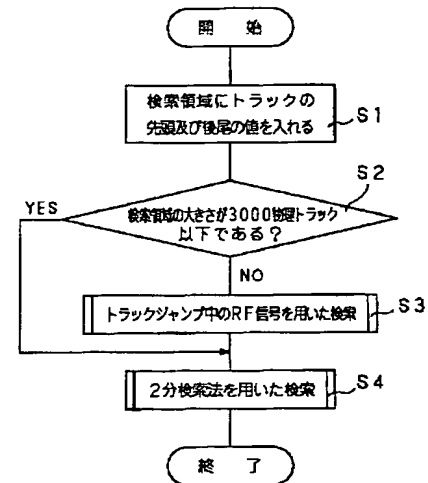 開 始
検索領域にトラックの
先頭及び後尾の値を入れる
S1
S2
検索領域の大きさが3000物理トラック
以下である?
YES
NO
トラックジャンプ中のRF信号を用いた検索
S3
2分検索法を用いた検索
S4
終 了